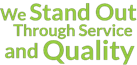 We Stand Out
Through Service
and Quality